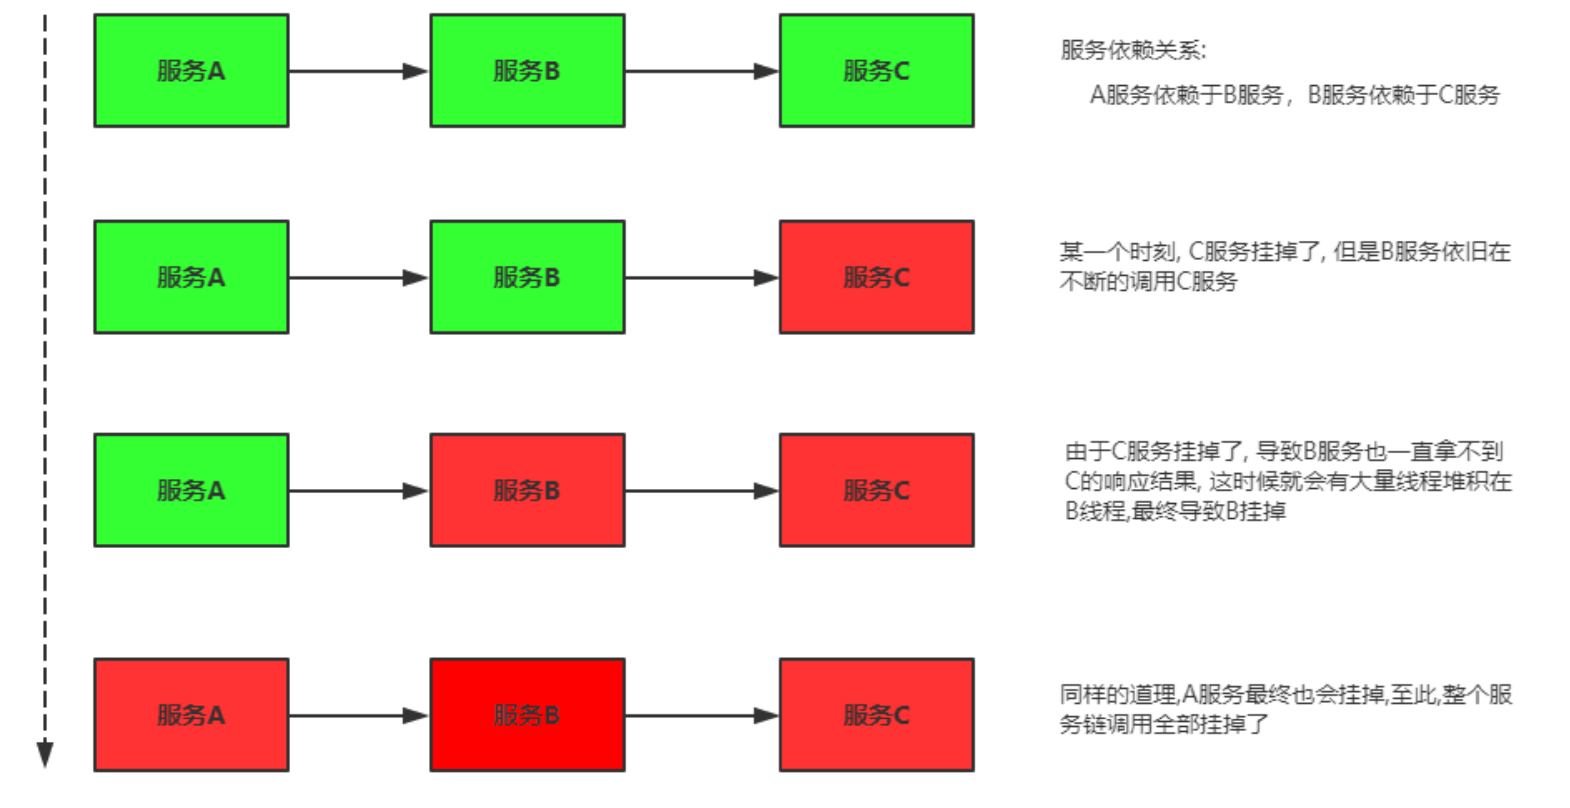 服务A
服务B
服务C
服务依赖关系:
A服务依赖于B服务，B服务依赖于C服务
服务A
服务B
服务C
某一个时刻, C服务挂掉了, 但是B服务依旧在
不断的调用C服务
服务A
服务B
服务C
由于C服务挂掉了, 导致B服务也一直拿不到
C的响应结果, 这时候就会有大量线程堆积在
B线程,最终导致B挂掉
服务A
服务B
服务C
同样的道理,A服务最终也会挂掉,至此,整个服
务链调用全部挂掉了